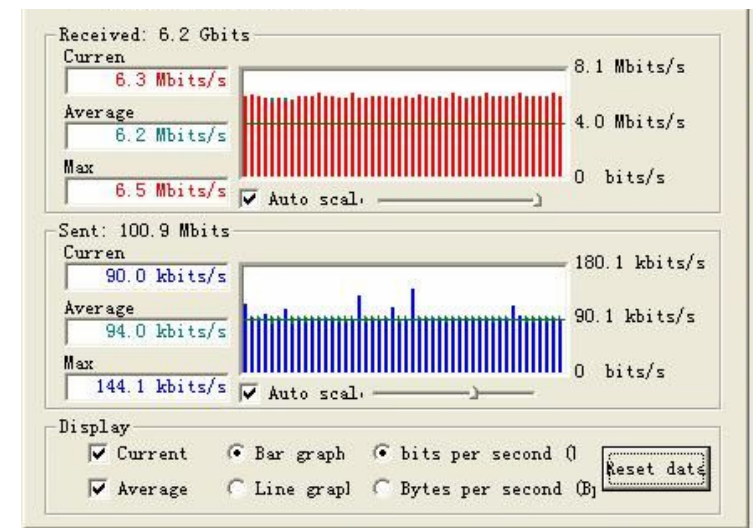 Received: 6.2 Gbits
Curren
6.3 Mbits/s
8.1 Mbits/s
Average
6.2 Mbits/s
4.0 Mbits/s
Max
6.5 Mbits/s
0 bits/s
Auto scal
Sent: 100.9 Mbits
Curren
90.0 kbits/s
180.1 kbits/s
Average
94.0 kbits/s
90.1 kbits/s
Max
144.1 kbits/s
0 bits/s
Auto scal
Display
Current Bar graph bits per second (
Average Line grap Bytes per second (B
Reset data